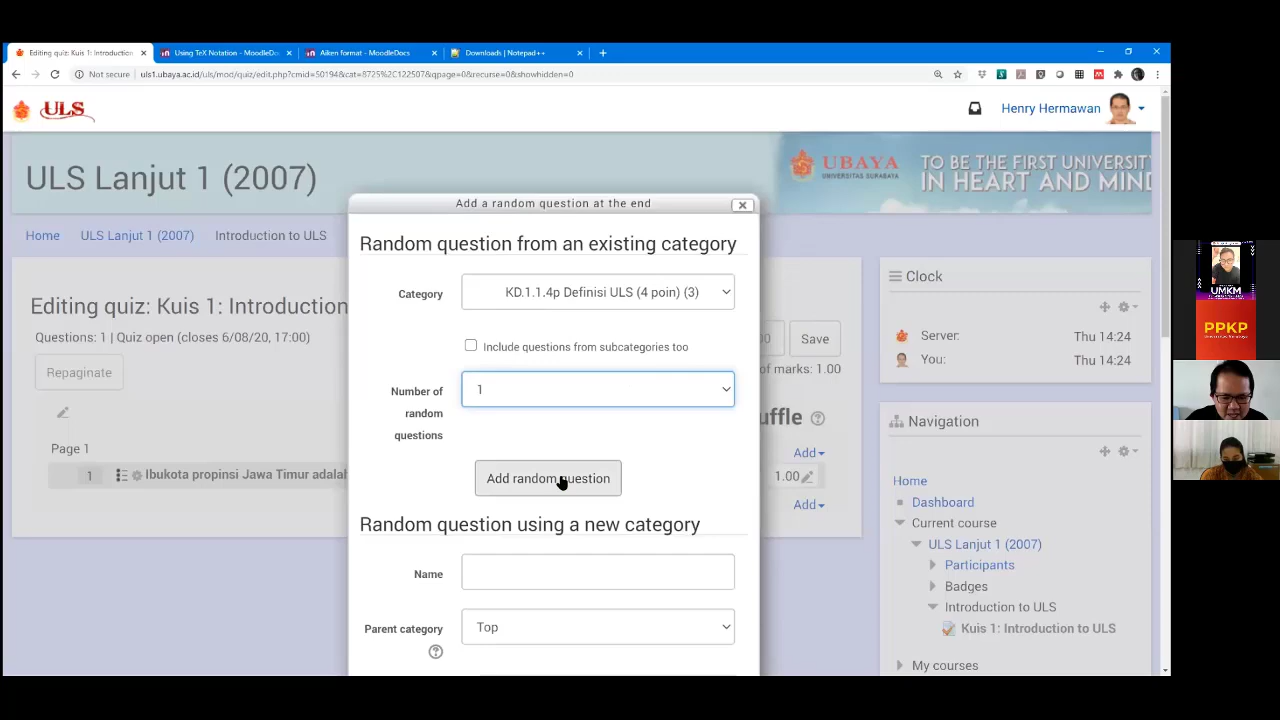 Editing quiz: Kuis 1: Introduction
Using TeX Notation - MoodleDoc
Aiken format - MoodleDocs
Downloads | Notepad++
Not secure
uls1.ubaya.ac.id/uls/mod/quiz/edit.php?cmid=50194&cat=8725%2C122507&qpage=0&recurse=0&showhidden=0
ULS
Henry Hermawan
ULS Lanjut 1 (2007)
UBAYA
UNIVERSITAS SURABAYA
TO BE THE FIRST UNIVERSITY
IN HEART AND MIND
Home
ULS Lanjut 1 (2007)
Introduction to ULS
Editing quiz: Kuis 1: Introduction
Questions: 1 | Quiz open (closes 6/08/20, 17:00)
Repaginate
Page 1
1
Ibukota propinsi Jawa Timur adalah
Add a random question at the end
Random question from an existing category
Category
KD.1.1.4p Definisi ULS (4 poin) (3)
Include questions from subcategories too
Number of
random
questions
1
Add random question
Random question using a new category
Name
Parent category
Top
00
Save
of marks: 1.00
uffle
Add
1.00
Add
Clock
Server:
Thu 14:24
You:
Thu 14:24
Navigation
Home
Dashboard
Current course
ULS Lanjut 1 (2007)
Participants
Badges
Introduction to ULS
Kuis 1: Introduction to ULS
My courses
UMKM
PPKP